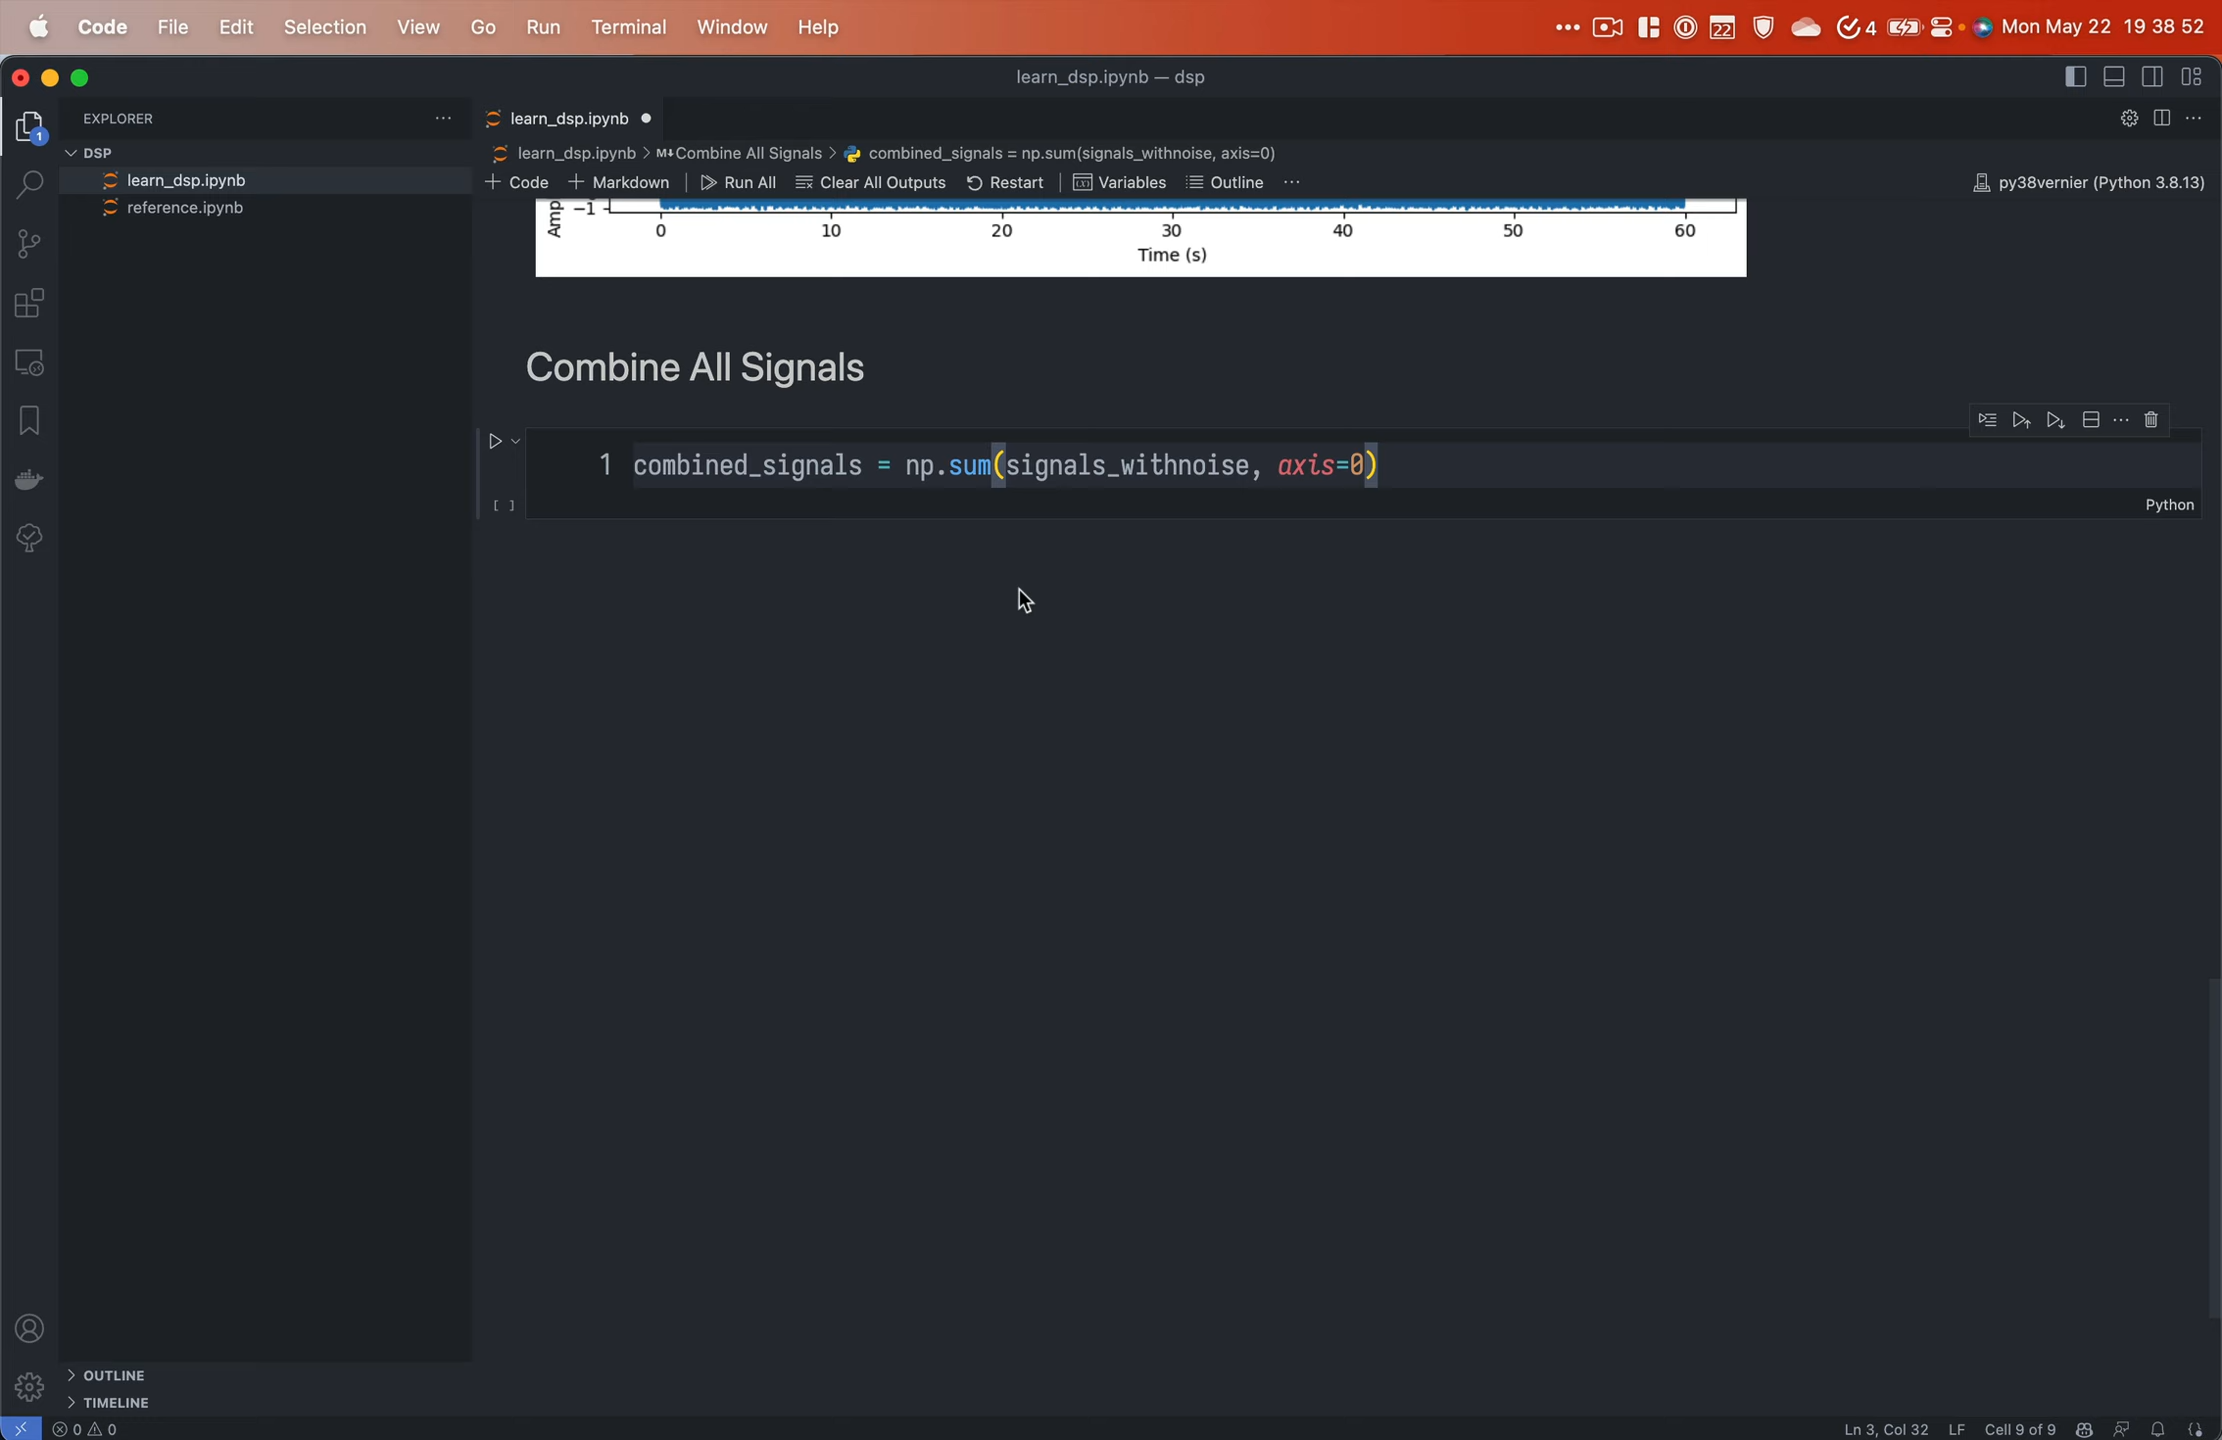 Code File Edit Selection View Go Run Terminal Window Help 22 4 Mon May 22 19 38 52
learn_dsp.ipynb — dsp
1
EXPLORER
learn_dsp.ipynb
DSP
learn_dsp.ipynb > Combine All Signals > combined_signals = np.sum(signals_withnoise, axis=0)
learn_dsp.ipynb
+ Code + Markdown Run All Clear All Outputs Restart Variables Outline ... py38vernier (Python 3.8.13)
reference.ipynb
Amp
−1
0 10 20 30 40 50 60
Time (s)
Combine All Signals
1 combined_signals = np.sum(signals_withnoise, axis=0)
[ ]
Python
OUTLINE
TIMELINE
0 0 Ln 3, Col 32 LF Cell 9 of 9